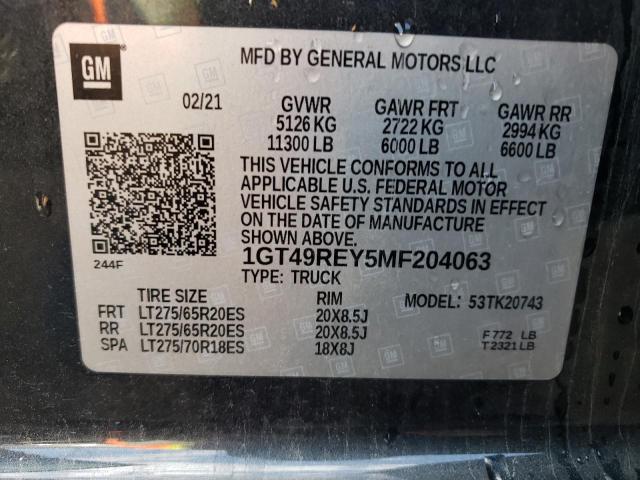 GM
MFD BY GENERAL MOTORS LLC
02/21 GVWR GAWR FRT GAWR RR
5126 KG 2722 KG 2994 KG
11300 LB 6000 LB 6600 LB
THIS VEHICLE CONFORMS TO ALL
APPLICABLE U.S. FEDERAL MOTOR
VEHICLE SAFETY STANDARDS IN EFFECT
ON THE DATE OF MANUFACTURE
SHOWN ABOVE.
244F 1GT49REY5MF204063
TYPE: TRUCK
TIRE SIZE RIM MODEL: 53TK20743
FRT LT275/65R20ES 20X8.5J
RR LT275/65R20ES 20X8.5J F 772 LB
SPA LT275/70R18ES 18X8J T 2321 LB